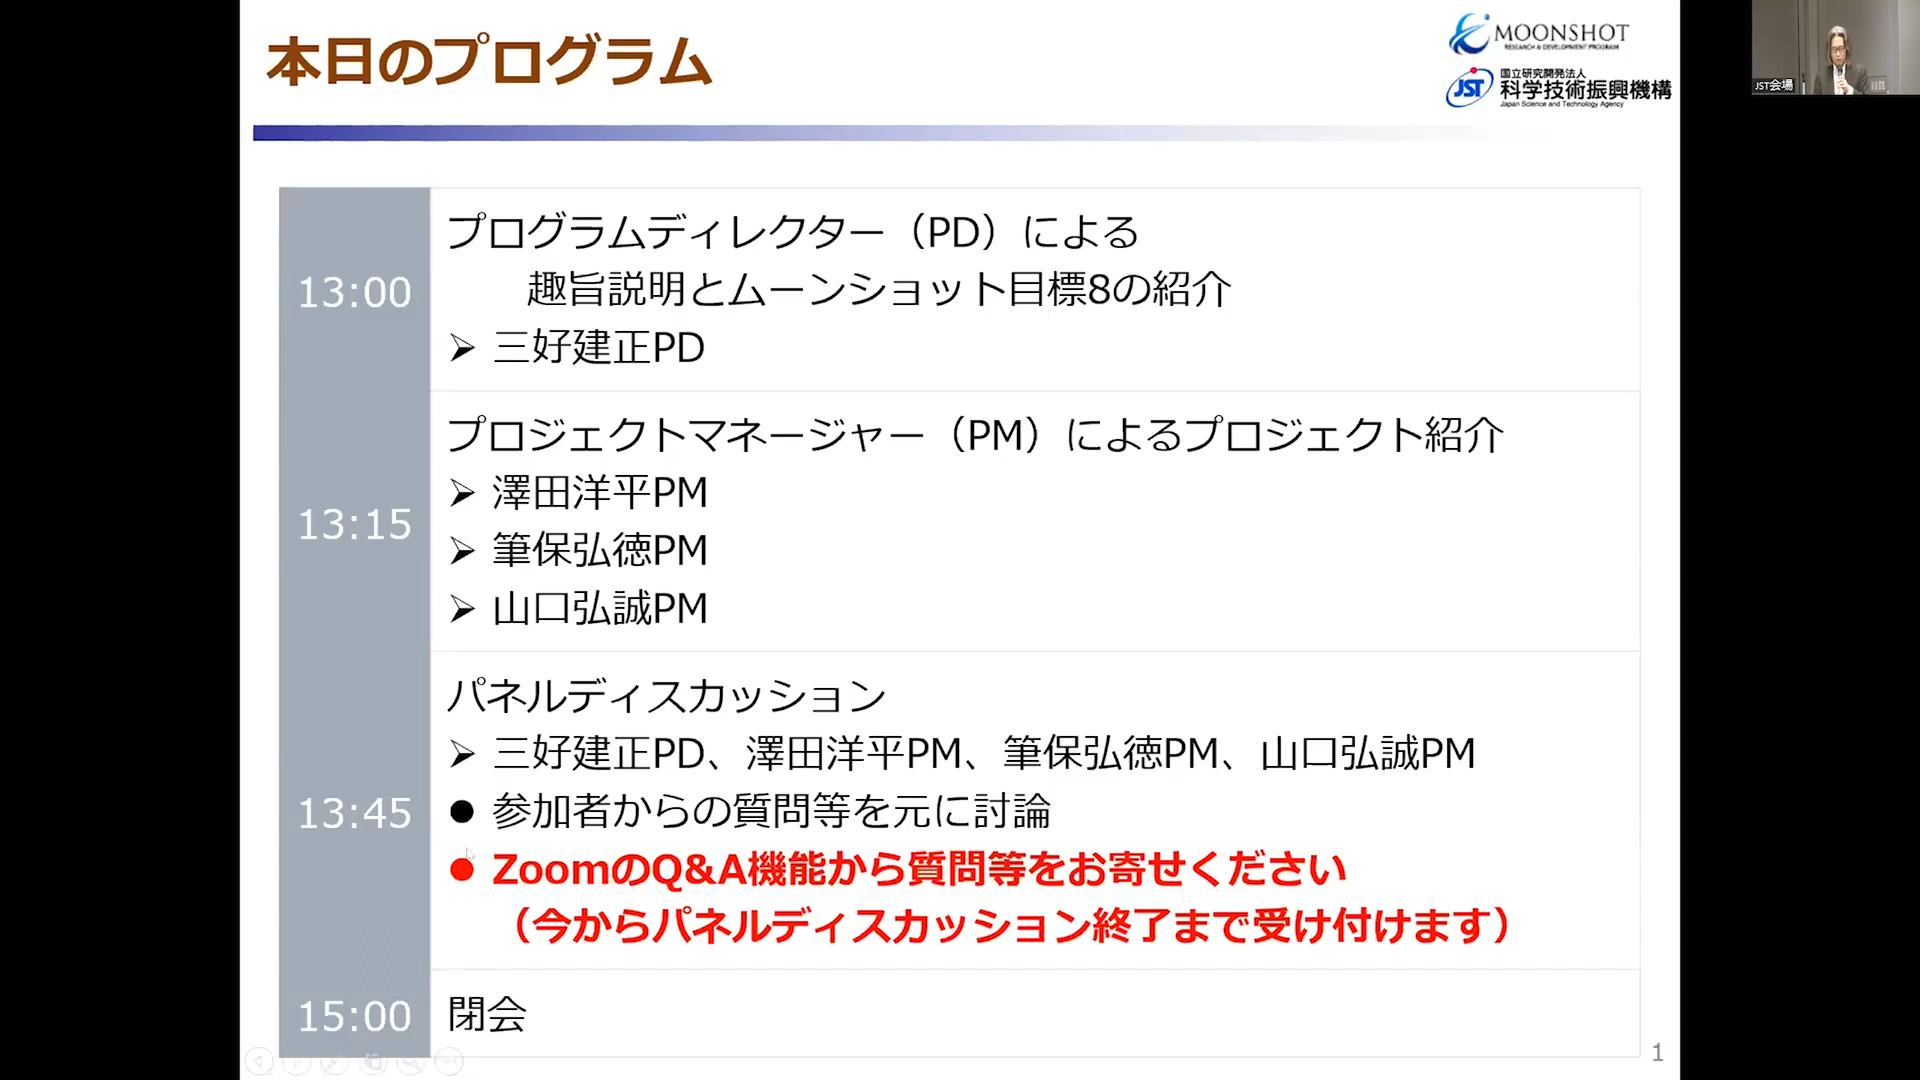 本日のプログラム
MOONSHOT
RESEARCH & DEVELOPMENT PROGRAM
JST
国立研究開発法人
科学技術振興機構
Japan Science and Technology Agency
JST会場
13:00
プログラムディレクター（PD）による
趣旨説明とムーンショット目標8の紹介
➢ 三好建正PD
13:15
プロジェクトマネージャー（PM）によるプロジェクト紹介
➢ 澤田洋平PM
➢ 筆保弘徳PM
➢ 山口弘誠PM
13:45
パネルディスカッション
➢ 三好建正PD、澤田洋平PM、筆保弘徳PM、山口弘誠PM
● 参加者からの質問等を元に討論
● ZoomのQ&A機能から質問等をお寄せください
（今からパネルディスカッション終了まで受け付けます）
15:00
閉会
1